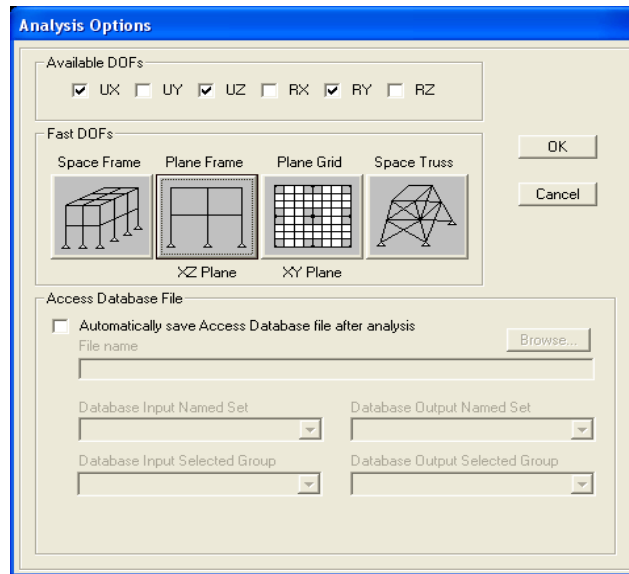 Analysis Options
Available DOFs
UX UY UZ RX RY RZ
Fast DOFs
Space Frame Plane Frame Plane Grid Space Truss
XZ Plane XY Plane
OK
Cancel
Access Database File
Automatically save Access Database file after analysis
File name
Browse...
Database Input Named Set Database Output Named Set
Database Input Selected Group Database Output Selected Group